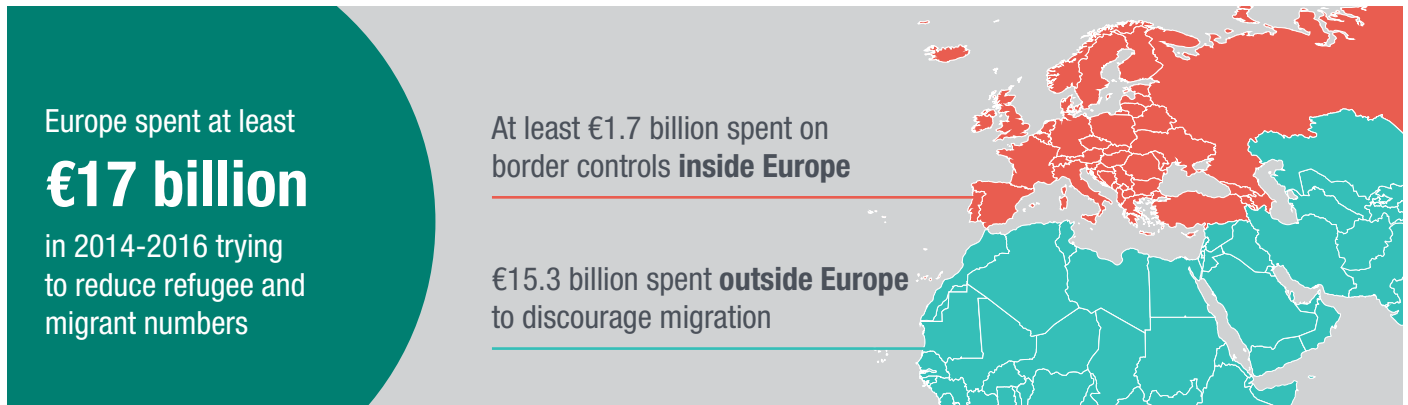 Europe spent at least
€17 billion
in 2014-2016 trying
to reduce refugee and
migrant numbers
At least €1.7 billion spent on
border controls inside Europe
€15.3 billion spent outside Europe
to discourage migration